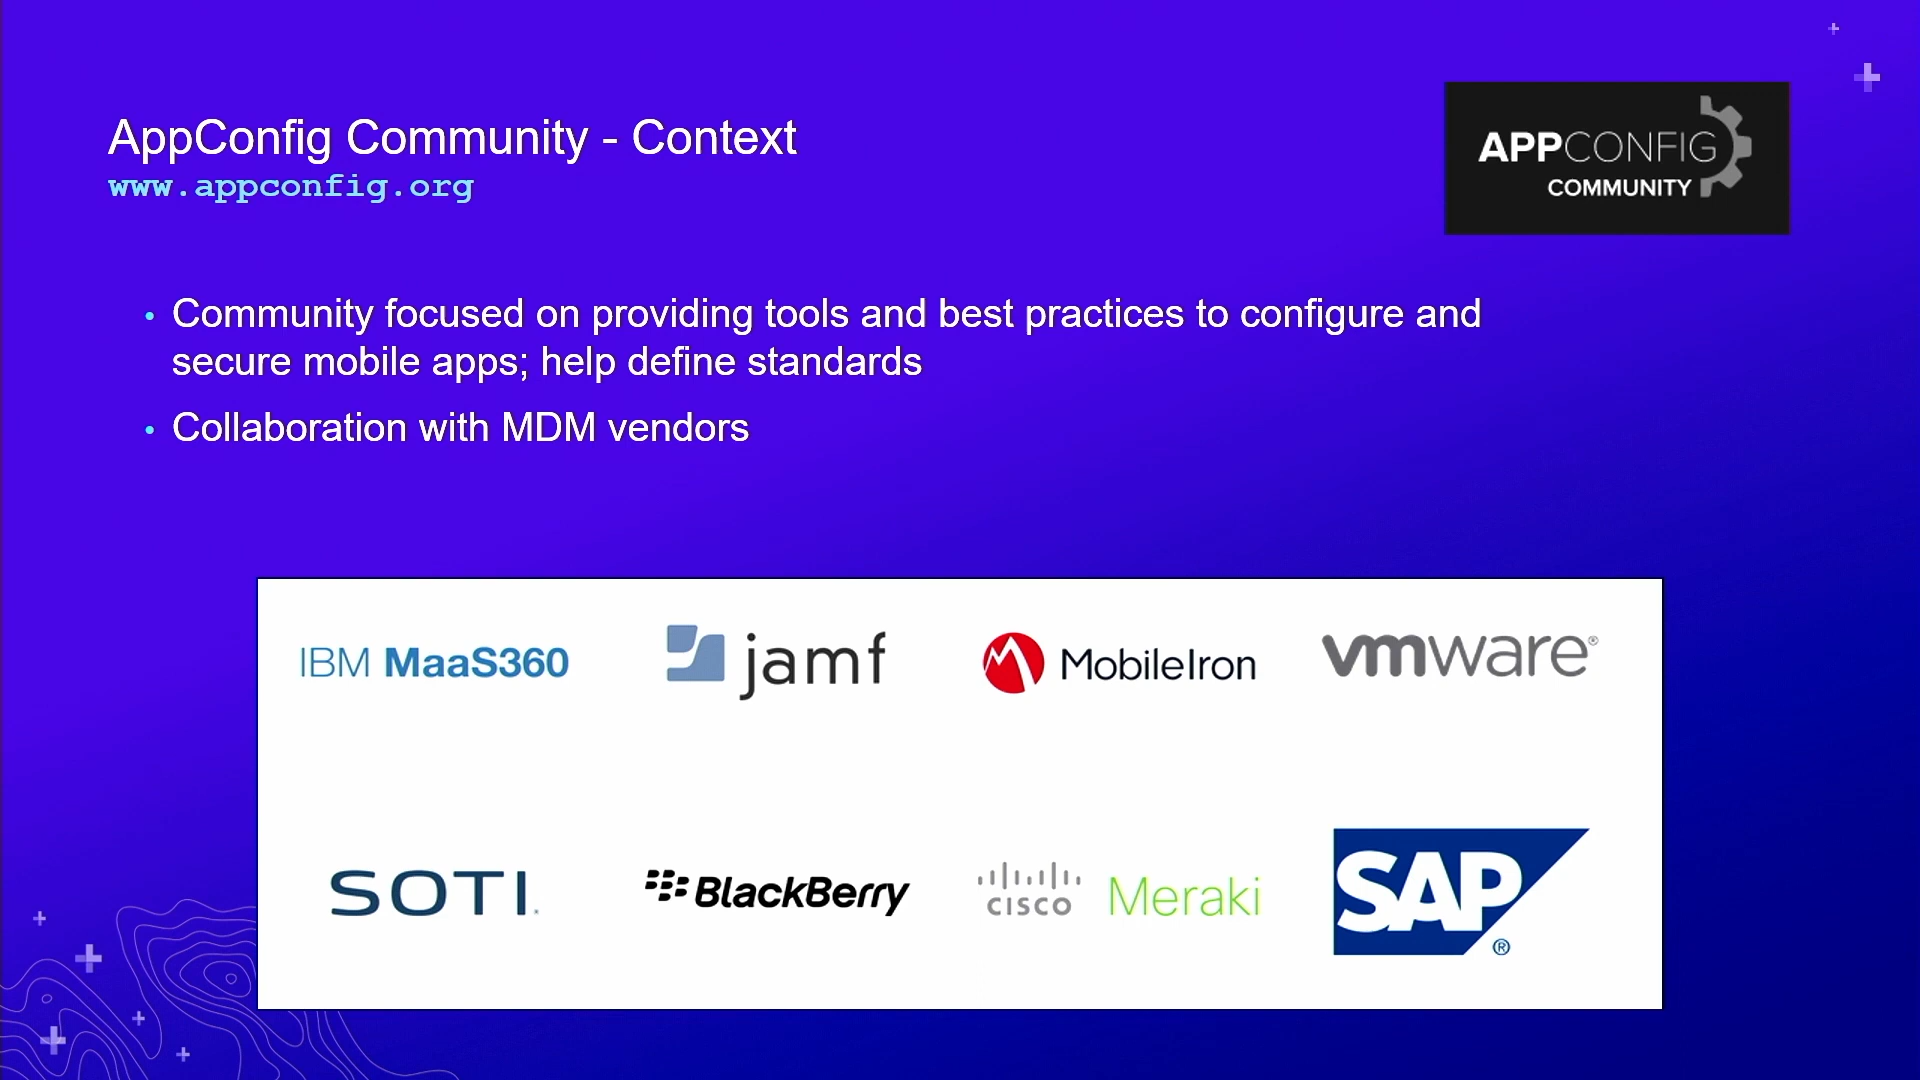 AppConfig Community - Context
www.appconfig.org
APPCONFIG
COMMUNITY
• Community focused on providing tools and best practices to configure and
secure mobile apps; help define standards
• Collaboration with MDM vendors
IBM MaaS360
jamf
MobileIron
vmware®
SOTI
BlackBerry
CISCO Meraki
SAP®